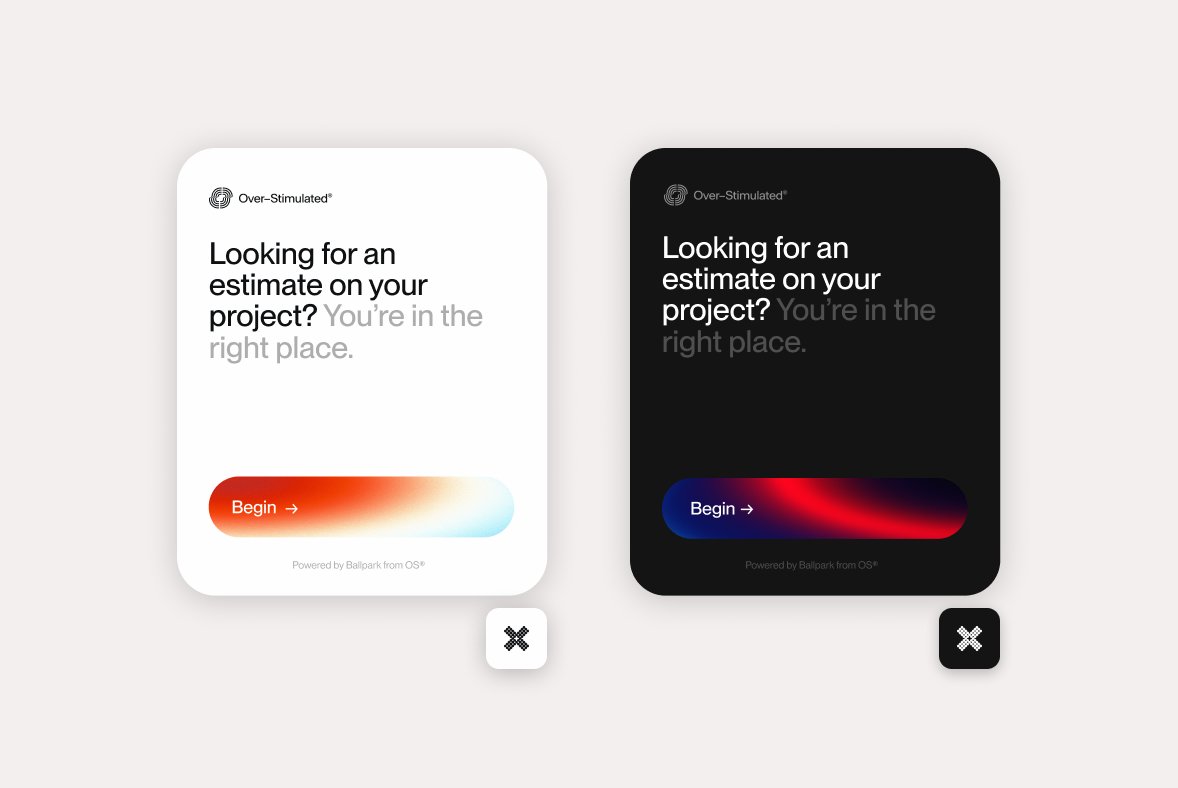 Over–Stimulated®
Looking for an
estimate on your
project? You’re in the
right place.
Begin →
Powered by Ballpark from OS®
Over–Stimulated®
Looking for an
estimate on your
project? You’re in the
right place.
Begin →
Powered by Ballpark from OS®